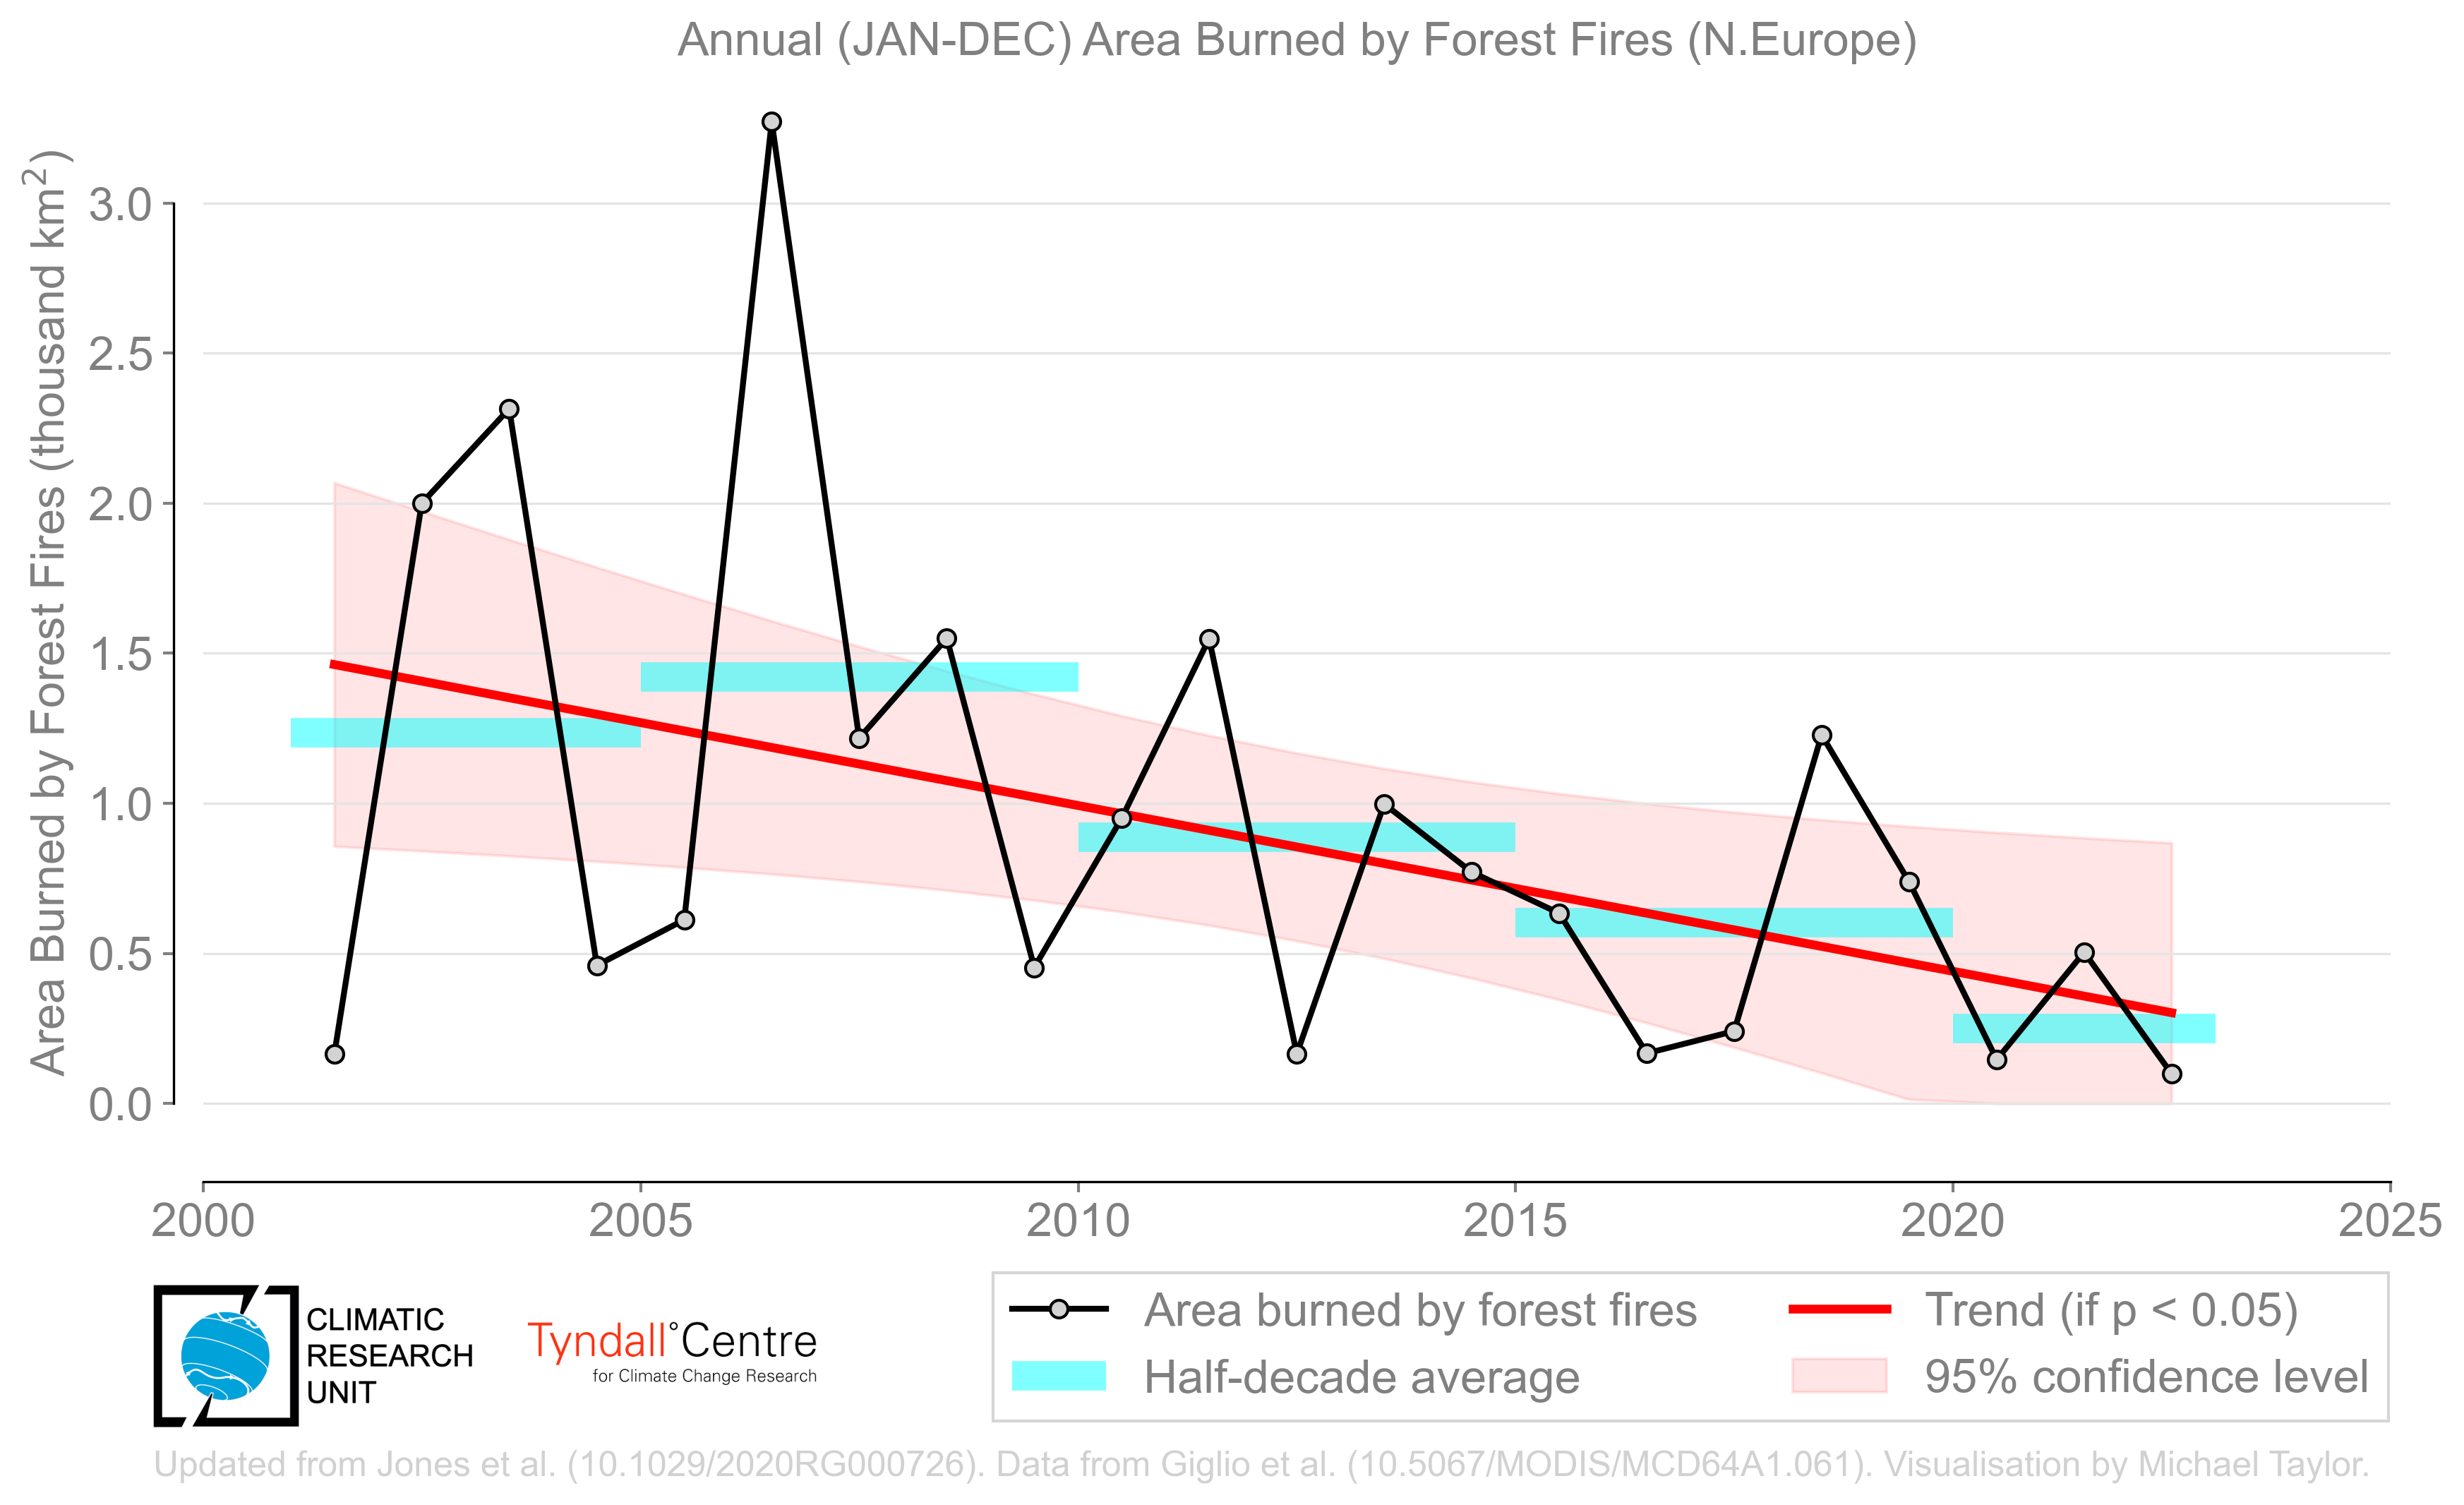 Annual (JAN-DEC) Area Burned by Forest Fires (N.Europe)
Area Burned by Forest Fires (thousand km²)
3.0
2.5
2.0
1.5
1.0
0.5
0.0
2000 2005 2010 2015 2020 2025
CLIMATIC
RESEARCH
UNIT
Tyndall°Centre
for Climate Change Research
Area burned by forest fires
Half-decade average
Trend (if p < 0.05)
95% confidence level
Updated from Jones et al. (10.1029/2020RG000726). Data from Giglio et al. (10.5067/MODIS/MCD64A1.061). Visualisation by Michael Taylor.